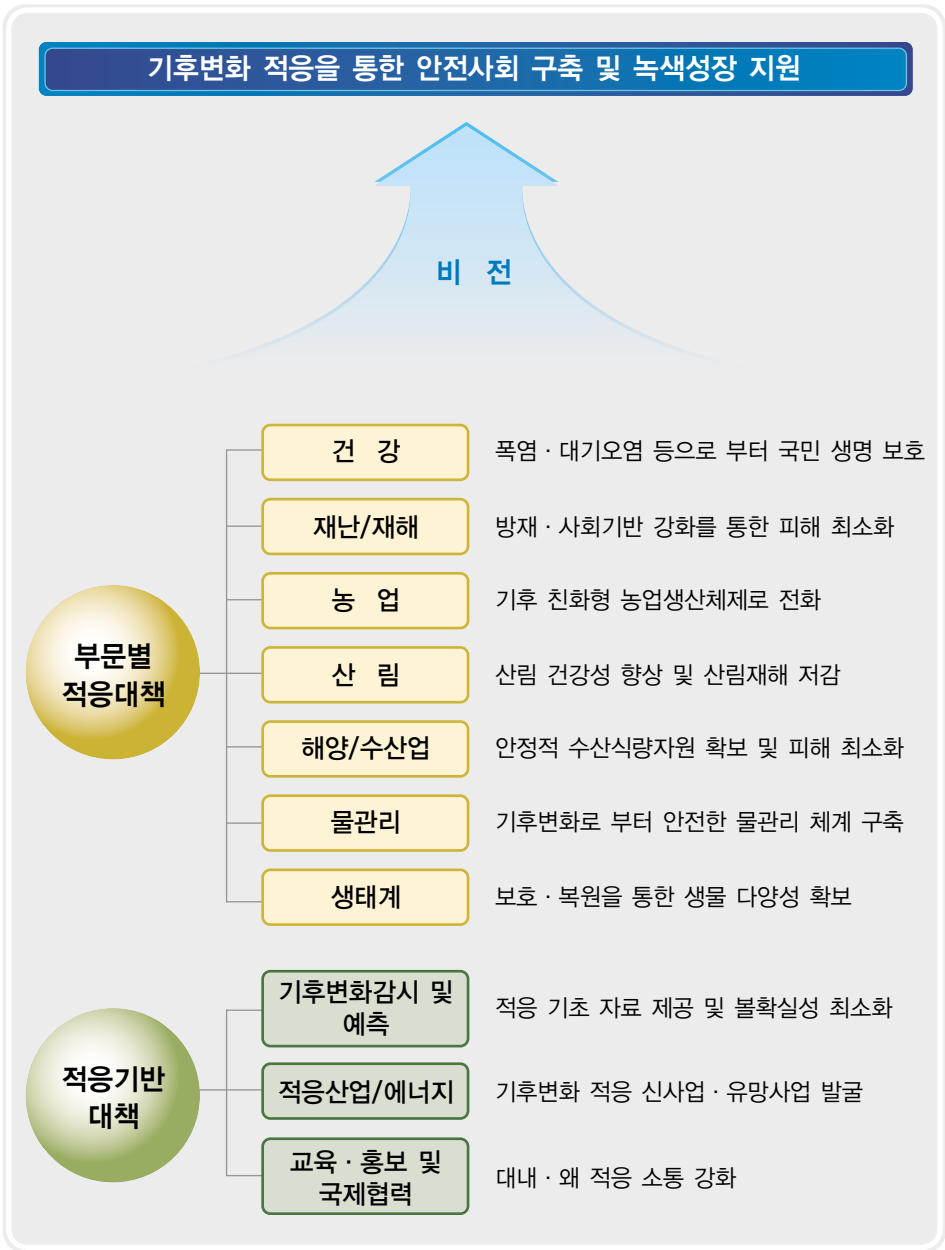 기후변화 적응을 통한 안전사회 구축 및 녹색성장 지원
비 전
부문별
적응대책
건 강
폭염·대기오염 등으로 부터 국민 생명 보호
재난/재해
방재·사회기반 강화를 통한 피해 최소화
농 업
기후 친화형 농업생산체제로 전화
산 림
산림 건강성 향상 및 산림재해 저감
해양/수산업
안정적 수산식량자원 확보 및 피해 최소화
물관리
기후변화로 부터 안전한 물관리 체계 구축
생태계
보호·복원을 통한 생물 다양성 확보
적응기반
대책
기후변화감시 및
예측
적응 기초 자료 제공 및 볼확실성 최소화
적응산업/에너지
기후변화 적응 신사업·유망사업 발굴
교육·홍보 및
국제협력
대내·왜 적응 소통 강화